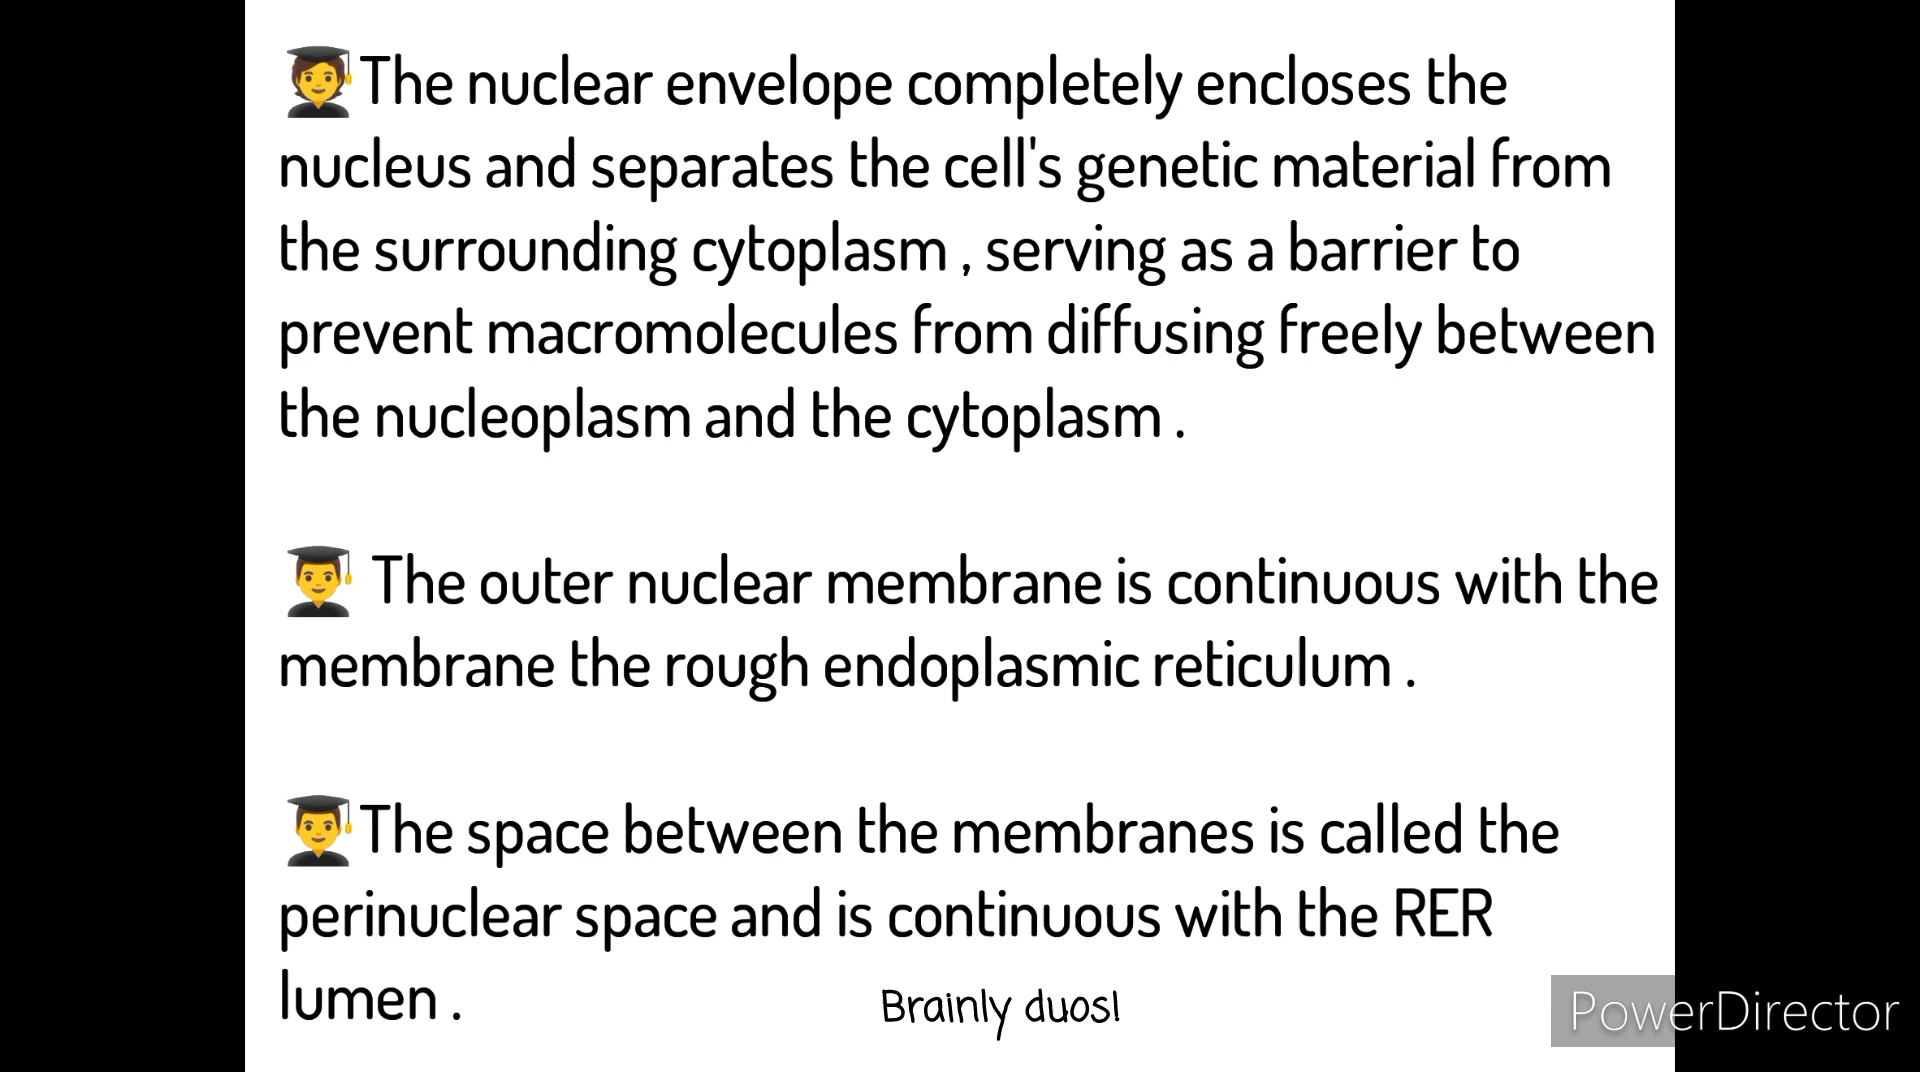 🧑‍🎓The nuclear envelope completely encloses the
nucleus and separates the cell's genetic material from
the surrounding cytoplasm , serving as a barrier to
prevent macromolecules from diffusing freely between
the nucleoplasm and the cytoplasm .
👨‍🎓 The outer nuclear membrane is continuous with the
membrane the rough endoplasmic reticulum .
👨‍🎓The space between the membranes is called the
perinuclear space and is continuous with the RER
lumen .
Brainly duos!
PowerDirector